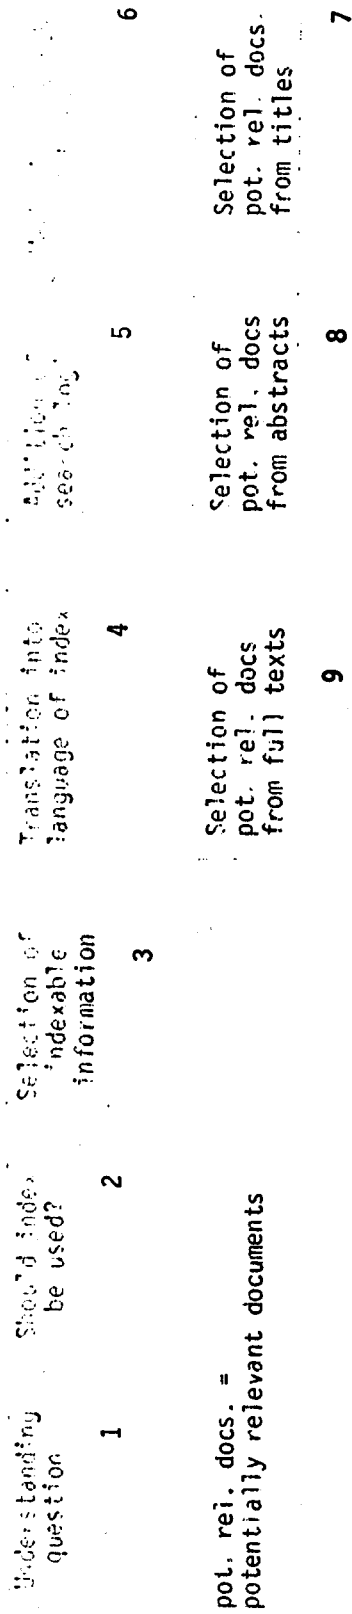 Understanding
question
1
Should index
be used?
2
Selection of
indexable
information
3
Translation into
language of index
4
search
5
6
Selection of
pot. rel. docs.
from titles
7
Selection of
pot. rel. docs
from abstracts
8
Selection of
pot. rel. docs
from full texts
9
pot. rel. docs. =
potentially relevant documents